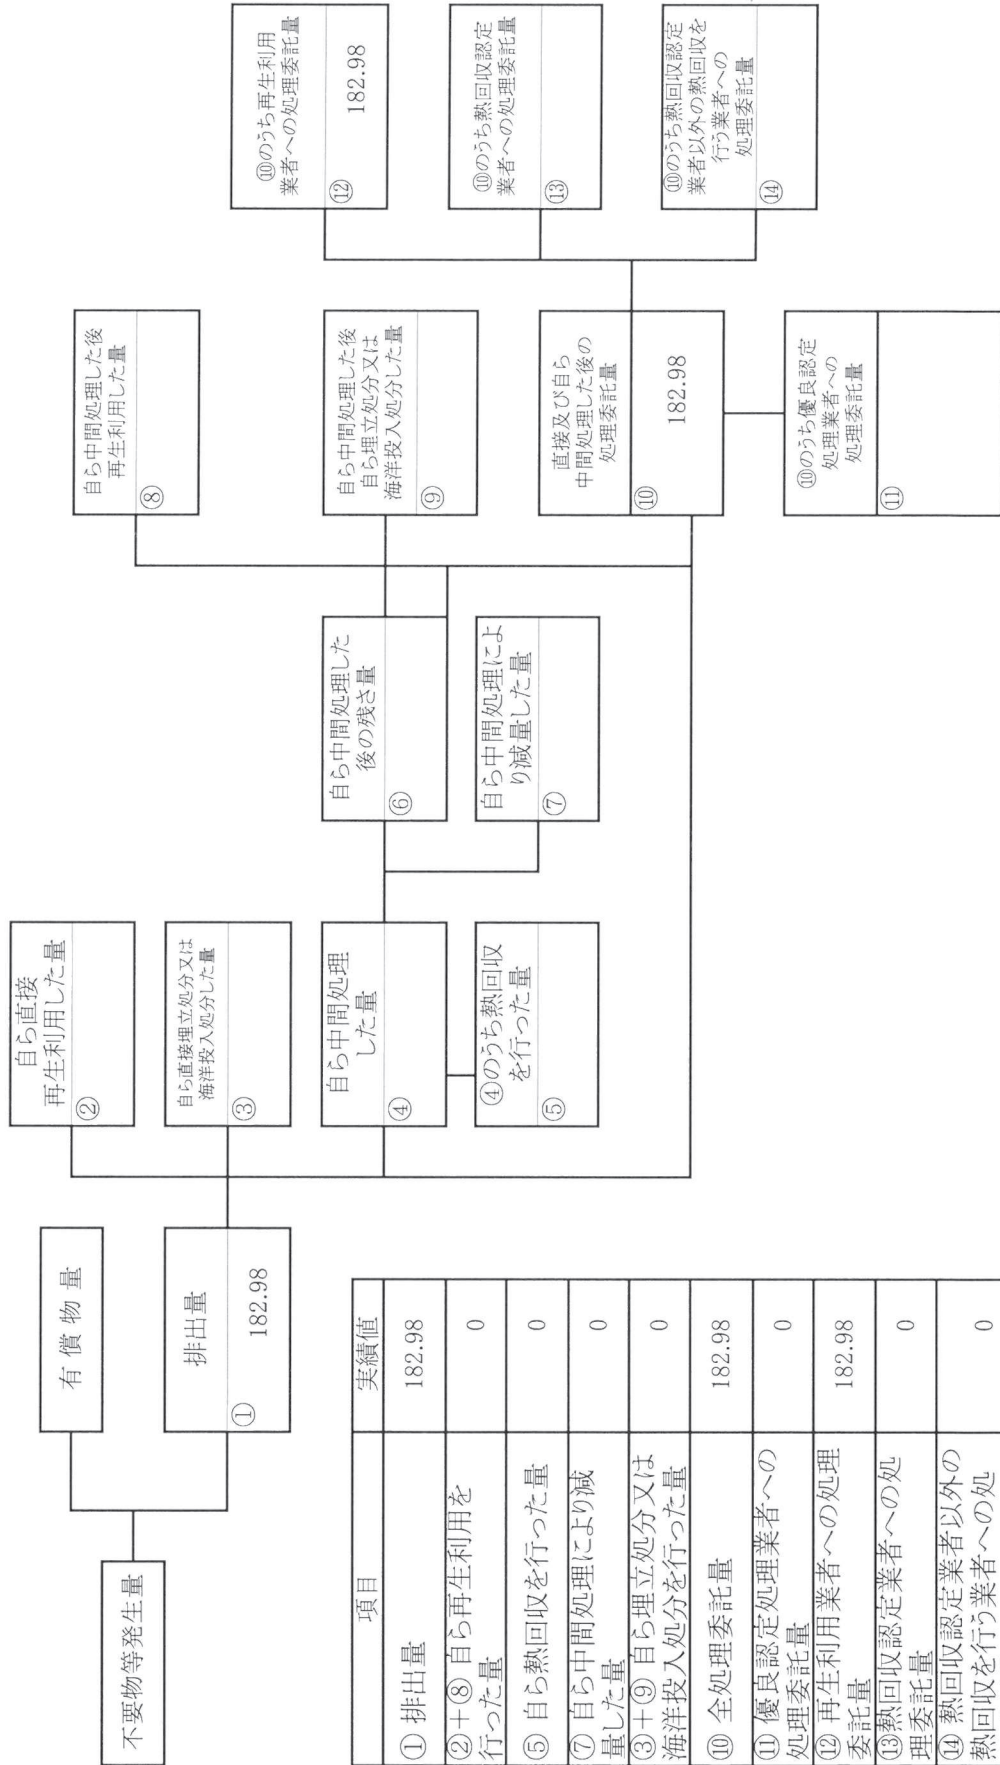 不要物等発生量
有償物量
排出量
①
182.98
自ら直接
再生利用した量
②
自ら直接埋立処分又は
海洋投入処分した量
③
自ら中間処理
した量
④
④のうち熱回収
を行った量
⑤
自ら中間処理した
後の残さ量
⑥
自ら中間処理によ
り減量した量
⑦
自ら中間処理した後
再生利用した量
⑧
自ら中間処理した後
自ら埋立処分又は
海洋投入処分した量
⑨
直接及び自ら
中間処理した後の
処理委託量
⑩
182.98
⑩のうち優良認定
処理業者への
処理委託量
⑪
⑩のうち再生利用
業者への処理委託量
⑫
182.98
⑩のうち熱回収認定
業者への処理委託量
⑬
⑩のうち熱回収認定
業者以外の熱回収を
行う業者への
処理委託量
⑭
項目 実績値
① 排出量 182.98
②＋⑧ 自ら再生利用を
行った量 0
⑤ 自ら熱回収を行った量 0
⑦ 自ら中間処理により減
量した量 0
③＋⑨ 自ら埋立処分又は
海洋投入処分を行った量 0
⑩ 全処理委託量 182.98
⑪ 優良認定処理業者への
処理委託量 0
⑫ 再生利用業者への処理
委託量 182.98
⑬熱回収認定業者への処
理委託量 0
⑭ 熱回収認定業者以外の
熱回収を行う業者への処 0